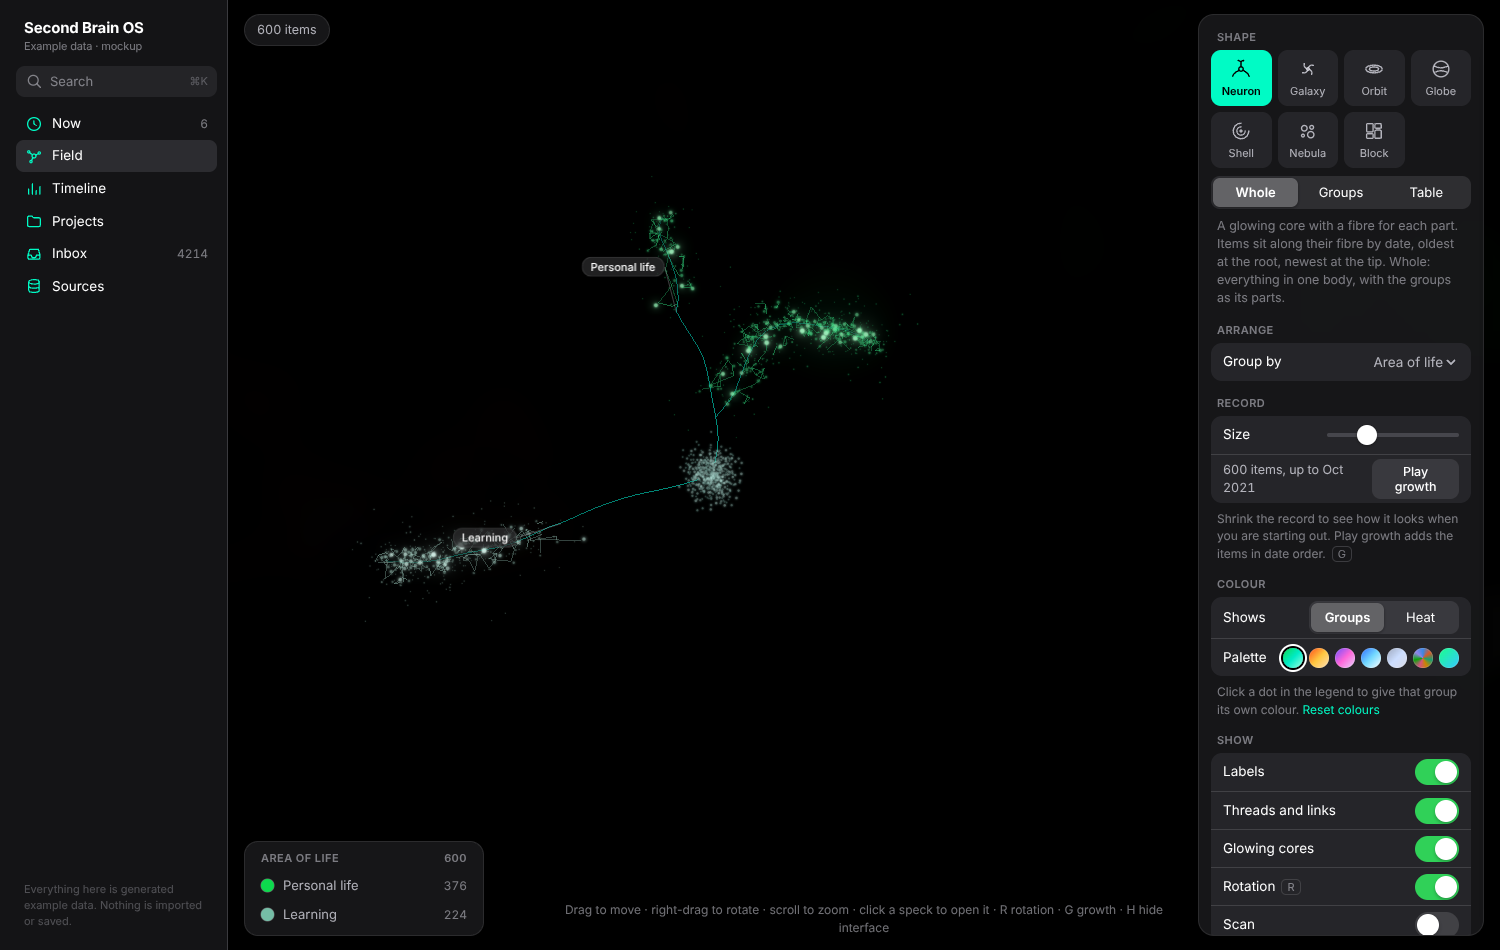 Second Brain OS
Example data · mockup
Search ⌘K
Now 6
Field
Timeline
Projects
Inbox 4214
Sources
Everything here is generated
example data. Nothing is imported
or saved.
600 items
Personal life
Learning
AREA OF LIFE 600
Personal life 376
Learning 224
Drag to move · right-drag to rotate · scroll to zoom · click a speck to open it · R rotation · G growth · H hide
interface
SHAPE
Neuron Galaxy Orbit Globe
Shell Nebula Block
Whole Groups Table
A glowing core with a fibre for each part.
Items sit along their fibre by date, oldest
at the root, newest at the tip. Whole:
everything in one body, with the groups
as its parts.
ARRANGE
Group by Area of life
RECORD
Size
600 items, up to Oct
2021
Play
growth
Shrink the record to see how it looks when
you are starting out. Play growth adds the
items in date order. G
COLOUR
Shows Groups Heat
Palette
Click a dot in the legend to give that group
its own colour. Reset colours
SHOW
Labels
Threads and links
Glowing cores
Rotation R
Scan